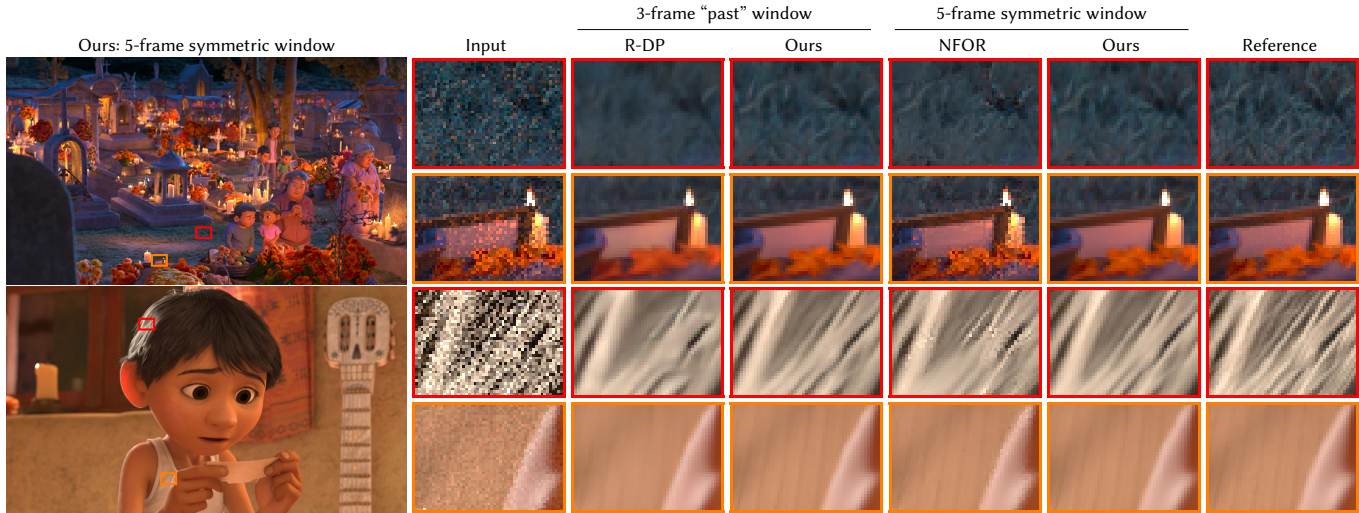 3-frame “past” window
5-frame symmetric window
Ours: 5-frame symmetric window
Input
R-DP
Ours
NFOR
Ours
Reference